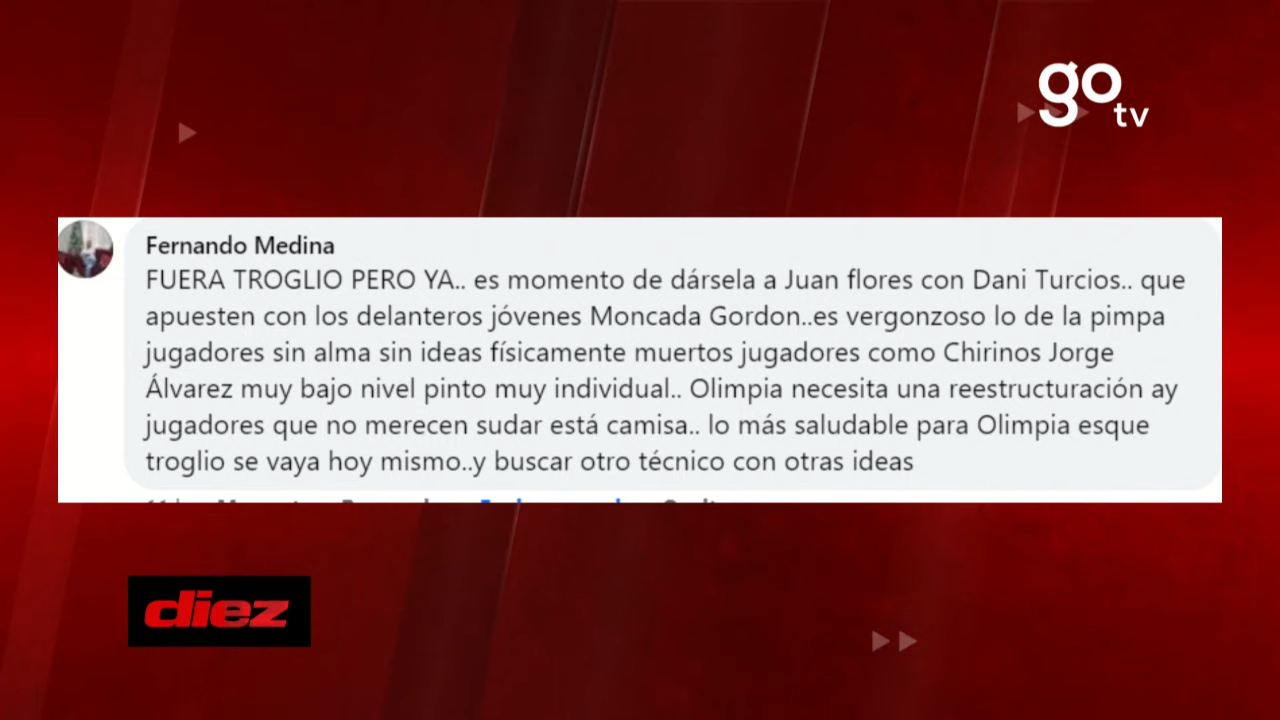 go
tv
Fernando Medina
FUERA TROGLIO PERO YA.. es momento de dársela a Juan flores con Dani Turcios.. que
apuesten con los delanteros jóvenes Moncada Gordon..es vergonzoso lo de la pimpa
jugadores sin alma sin ideas físicamente muertos jugadores como Chirinos Jorge
Álvarez muy bajo nivel pinto muy individual.. Olimpia necesita una reestructuración ay
jugadores que no merecen sudar está camisa.. lo más saludable para Olimpia esque
troglio se vaya hoy mismo..y buscar otro técnico con otras ideas
diez